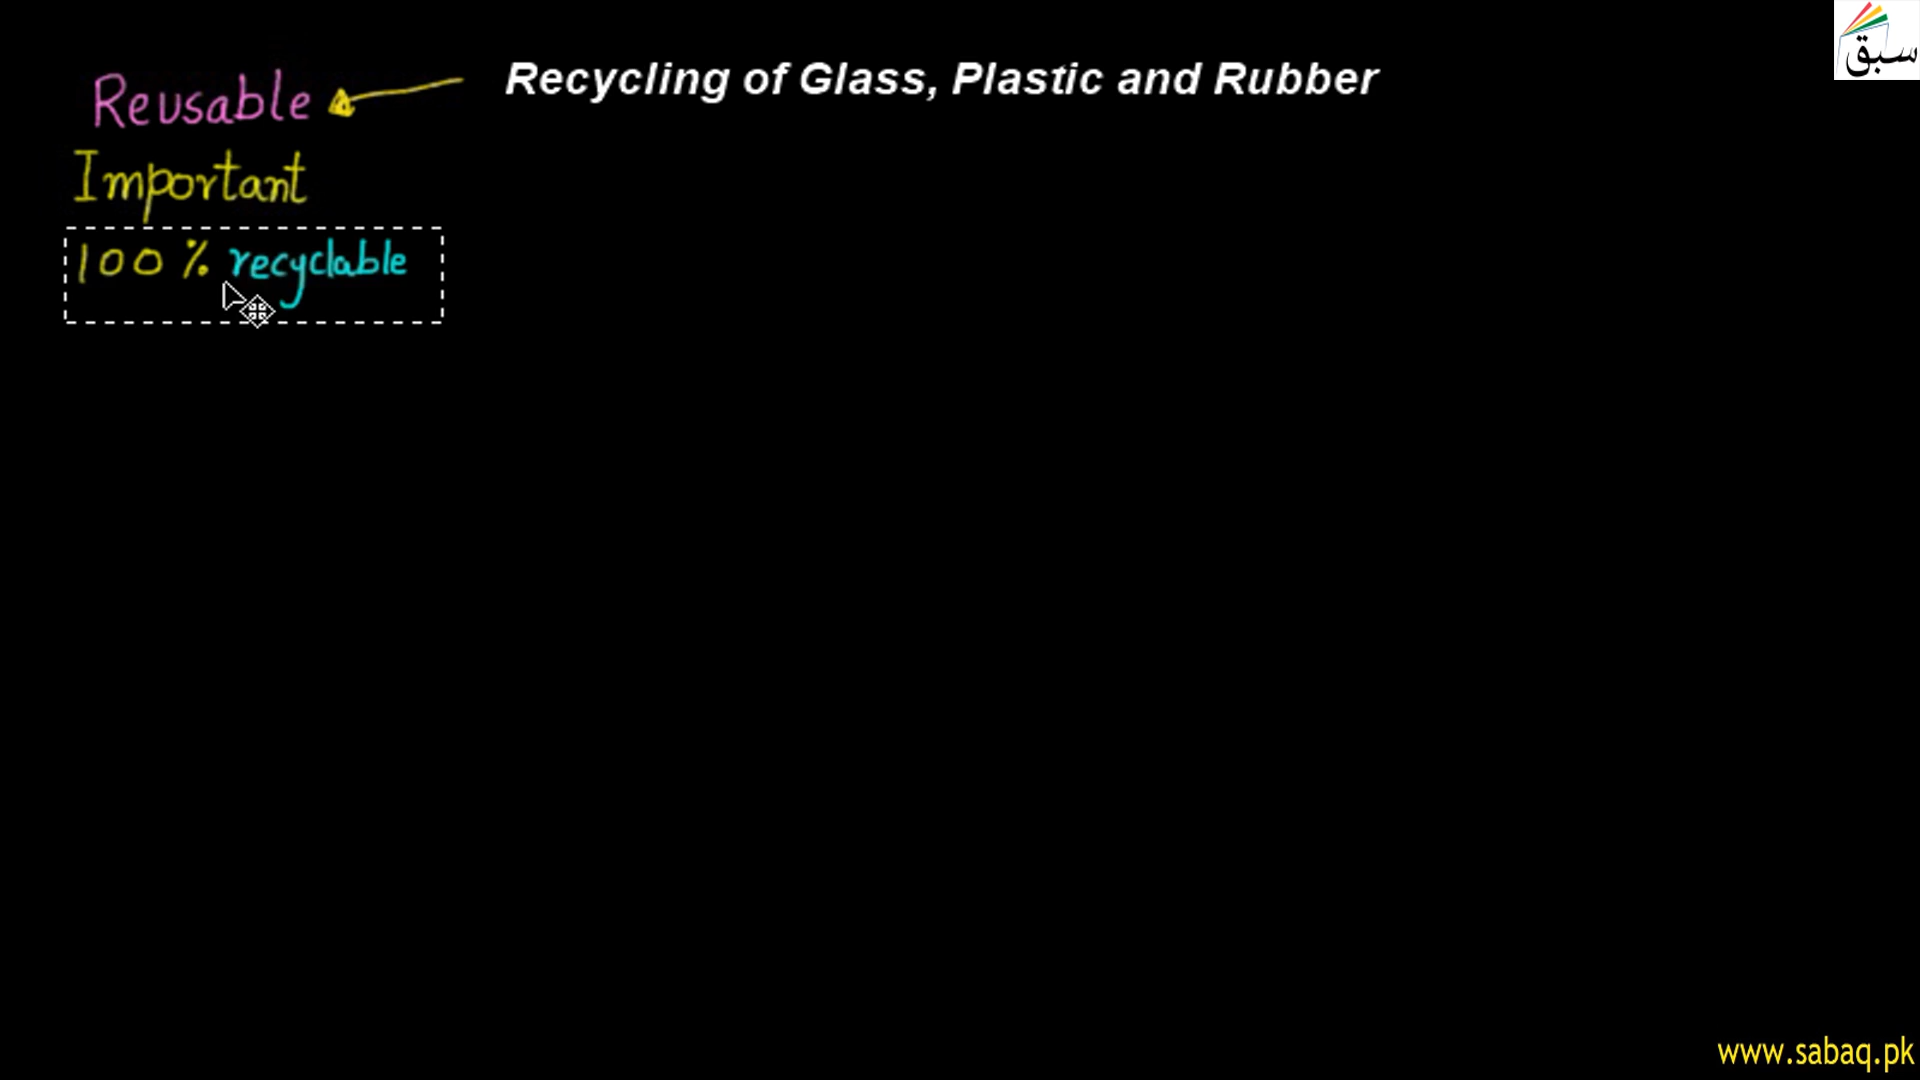 سبق
Recycling of Glass, Plastic and Rubber
Reusable
Important
100 % recyclable
www.sabaq.pk